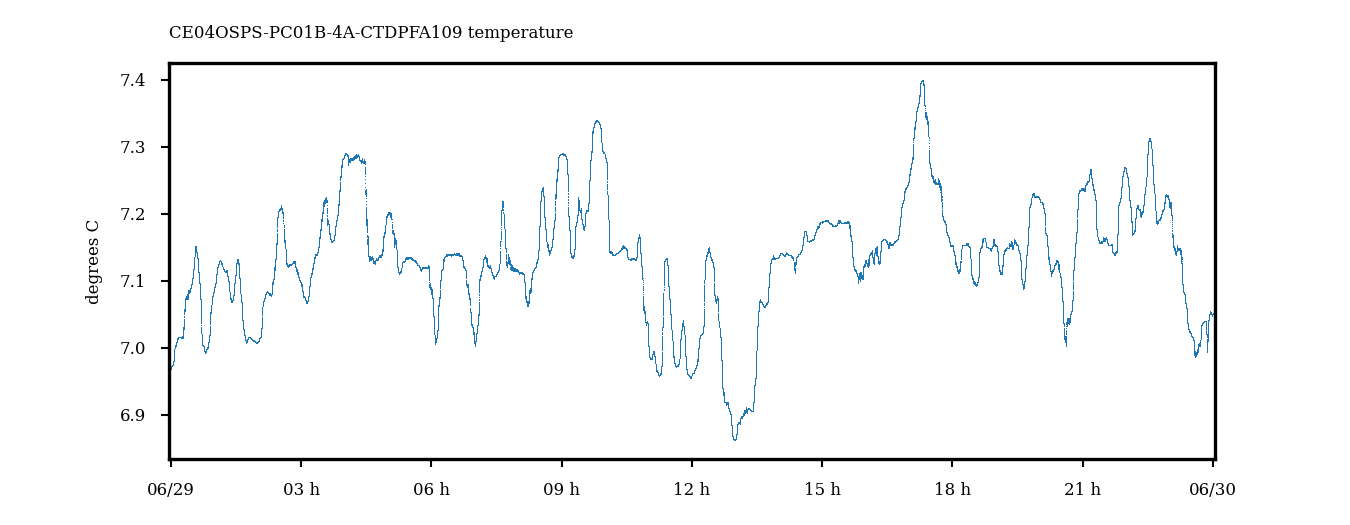 CE04OSPS-PC01B-4A-CTDPFA109 temperature
degrees C
7.4
7.3
7.2
7.1
7.0
6.9
06/29 03 h 06 h 09 h 12 h 15 h 18 h 21 h 06/30